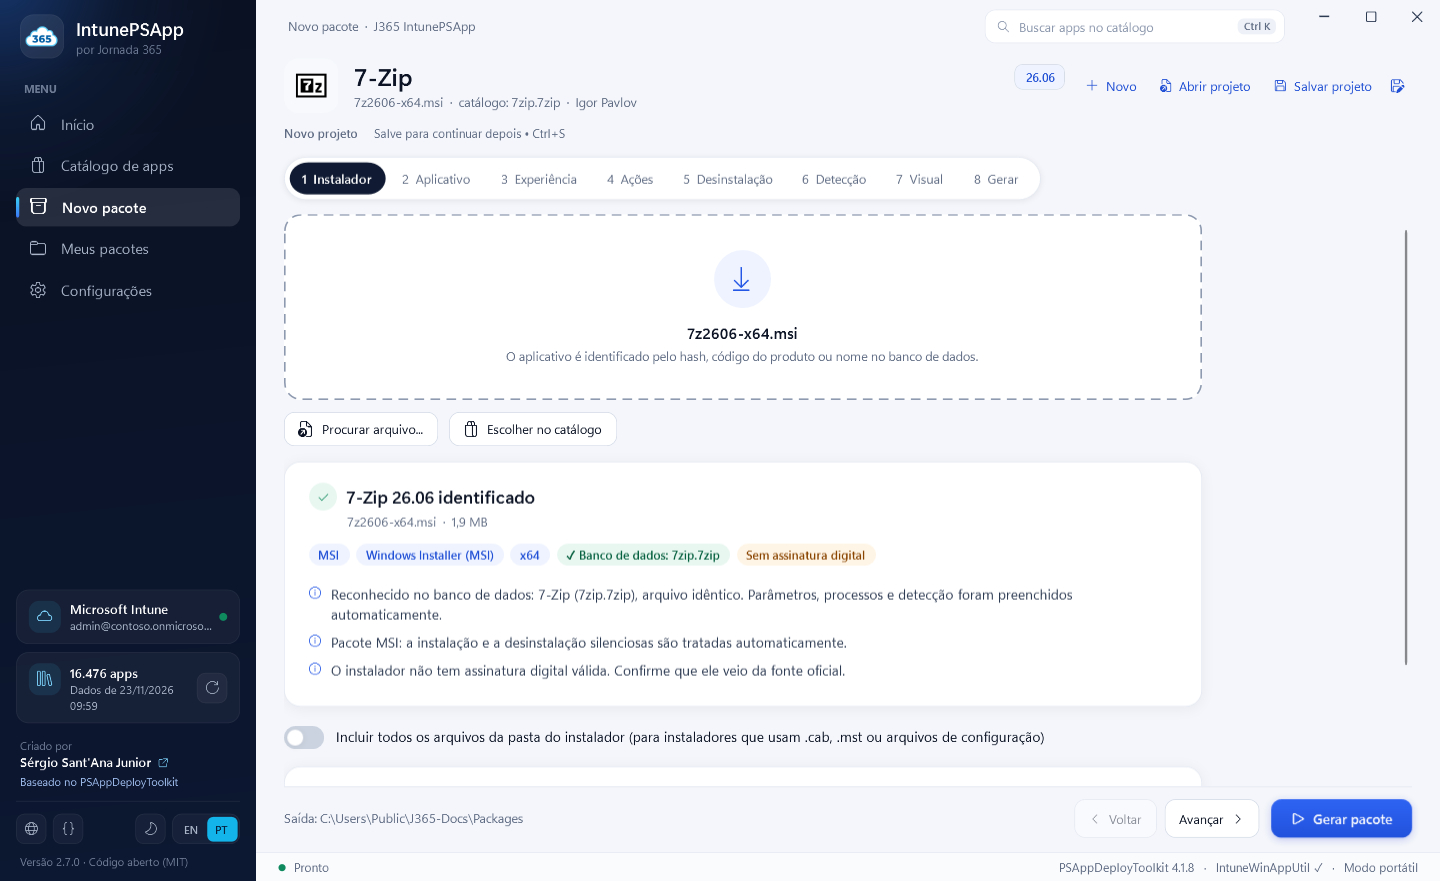 365
IntunePSApp
por Jornada 365
MENU
Início
Catálogo de apps
Novo pacote
Meus pacotes
Configurações
Microsoft Intune
admin@contoso.onmicroso...
16.476 apps
Dados de 23/11/2026
09:59
Criado por
Sérgio Sant'Ana Junior
Baseado no PSAppDeployToolkit
{} EN PT
Versão 2.7.0 · Código aberto (MIT)
Novo pacote · J365 IntunePSApp
Buscar apps no catálogo Ctrl K
7z
7-Zip
7z2606-x64.msi · catálogo: 7zip.7zip · Igor Pavlov
26.06
Novo
Abrir projeto
Salvar projeto
Novo projeto Salve para continuar depois • Ctrl+S
1 Instalador 2 Aplicativo 3 Experiência 4 Ações 5 Desinstalação 6 Detecção 7 Visual 8 Gerar
7z2606-x64.msi
O aplicativo é identificado pelo hash, código do produto ou nome no banco de dados.
Procurar arquivo... Escolher no catálogo
7-Zip 26.06 identificado
7z2606-x64.msi · 1,9 MB
MSI Windows Installer (MSI) x64 ✓ Banco de dados: 7zip.7zip Sem assinatura digital
Reconhecido no banco de dados: 7-Zip (7zip.7zip), arquivo idêntico. Parâmetros, processos e detecção foram preenchidos
automaticamente.
Pacote MSI: a instalação e a desinstalação silenciosas são tratadas automaticamente.
O instalador não tem assinatura digital válida. Confirme que ele veio da fonte oficial.
Incluir todos os arquivos da pasta do instalador (para instaladores que usam .cab, .mst ou arquivos de configuração)
Saída: C:\Users\Public\J365-Docs\Packages
Voltar Avançar Gerar pacote
Pronto
PSAppDeployToolkit 4.1.8 · IntuneWinAppUtil ✓ · Modo portátil